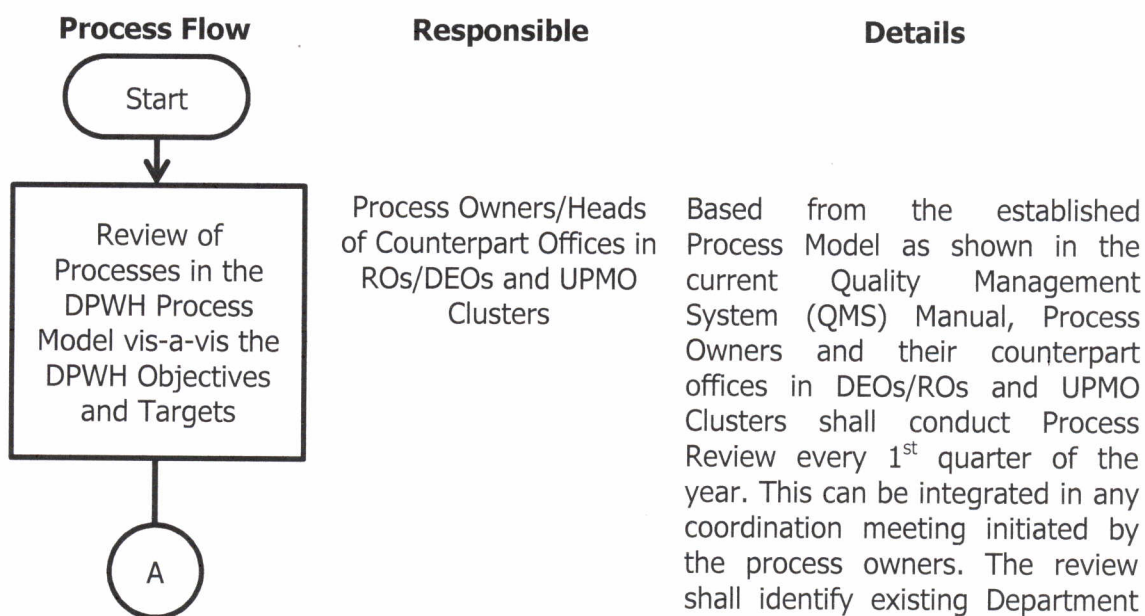 Process Flow
Responsible
Details
Start
Review of
Processes in the
DPWH Process
Model vis-a-vis the
DPWH Objectives
and Targets
A
Process Owners/Heads
of Counterpart Offices in
ROs/DEOs and UPMO
Clusters
Based from the established
Process Model as shown in the
current Quality Management
System (QMS) Manual, Process
Owners and their counterpart
offices in DEOs/ROs and UPMO
Clusters shall conduct Process
Review every 1st quarter of the
year. This can be integrated in any
coordination meeting initiated by
the process owners. The review
shall identify existing Department